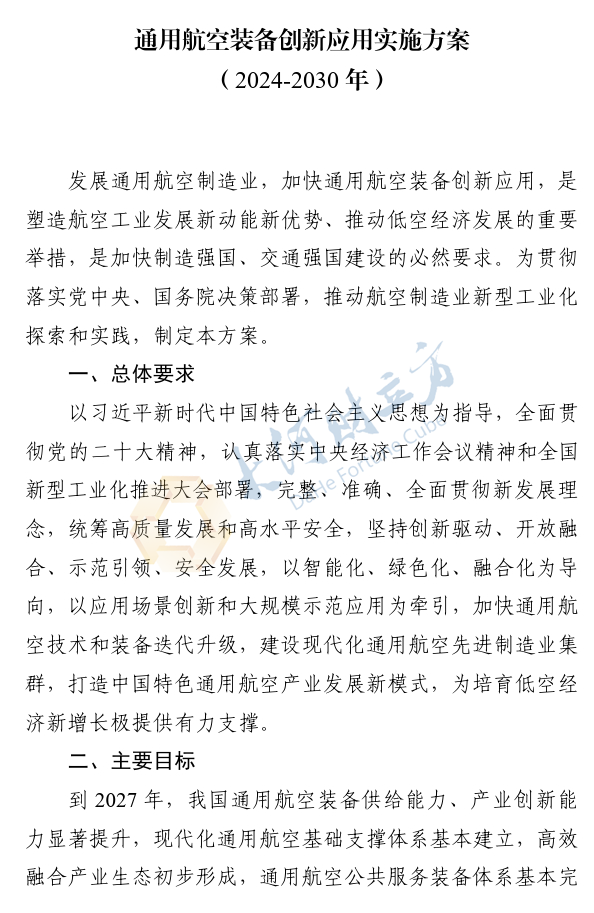 通用航空装备创新应用实施方案
（2024-2030 年）
发展通用航空制造业，加快通用航空装备创新应用，是
塑造航空工业发展新动能新优势、推动低空经济发展的重要
举措，是加快制造强国、交通强国建设的必然要求。为贯彻
落实党中央、国务院决策部署，推动航空制造业新型工业化
探索和实践，制定本方案。
一、总体要求
以习近平新时代中国特色社会主义思想为指导，全面贯
彻党的二十大精神，认真落实中央经济工作会议精神和全国
新型工业化推进大会部署，完整、准确、全面贯彻新发展理
念，统筹高质量发展和高水平安全，坚持创新驱动、开放融
合、示范引领、安全发展，以智能化、绿色化、融合化为导
向，以应用场景创新和大规模示范应用为牵引，加快通用航
空技术和装备迭代升级，建设现代化通用航空先进制造业集
群，打造中国特色通用航空产业发展新模式，为培育低空经
济新增长极提供有力支撑。
二、主要目标
到 2027 年，我国通用航空装备供给能力、产业创新能
力显著提升，现代化通用航空基础支撑体系基本建立，高效
融合产业生态初步形成，通用航空公共服务装备体系基本完
大河财立方
DaHe Fortune Cube